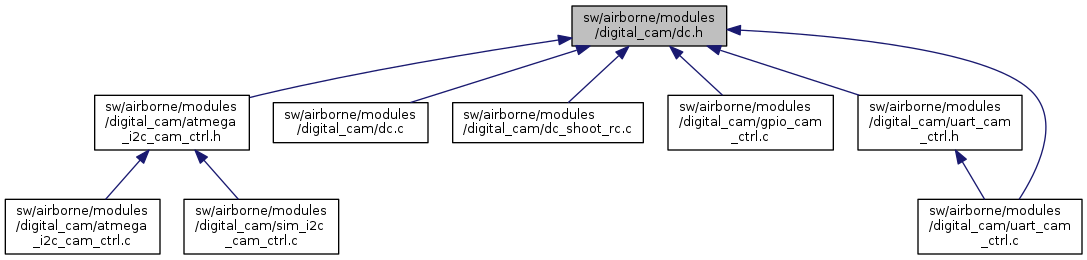 sw/airborne/modules
/digital_cam/dc.h
sw/airborne/modules
/digital_cam/atmega
_i2c_cam_ctrl.h
sw/airborne/modules
/digital_cam/dc.c
sw/airborne/modules
/digital_cam/dc_shoot_rc.c
sw/airborne/modules
/digital_cam/gpio_cam
_ctrl.c
sw/airborne/modules
/digital_cam/uart_cam
_ctrl.h
sw/airborne/modules
/digital_cam/atmega
_i2c_cam_ctrl.c
sw/airborne/modules
/digital_cam/sim_i2c
_cam_ctrl.c
sw/airborne/modules
/digital_cam/uart_cam
_ctrl.c